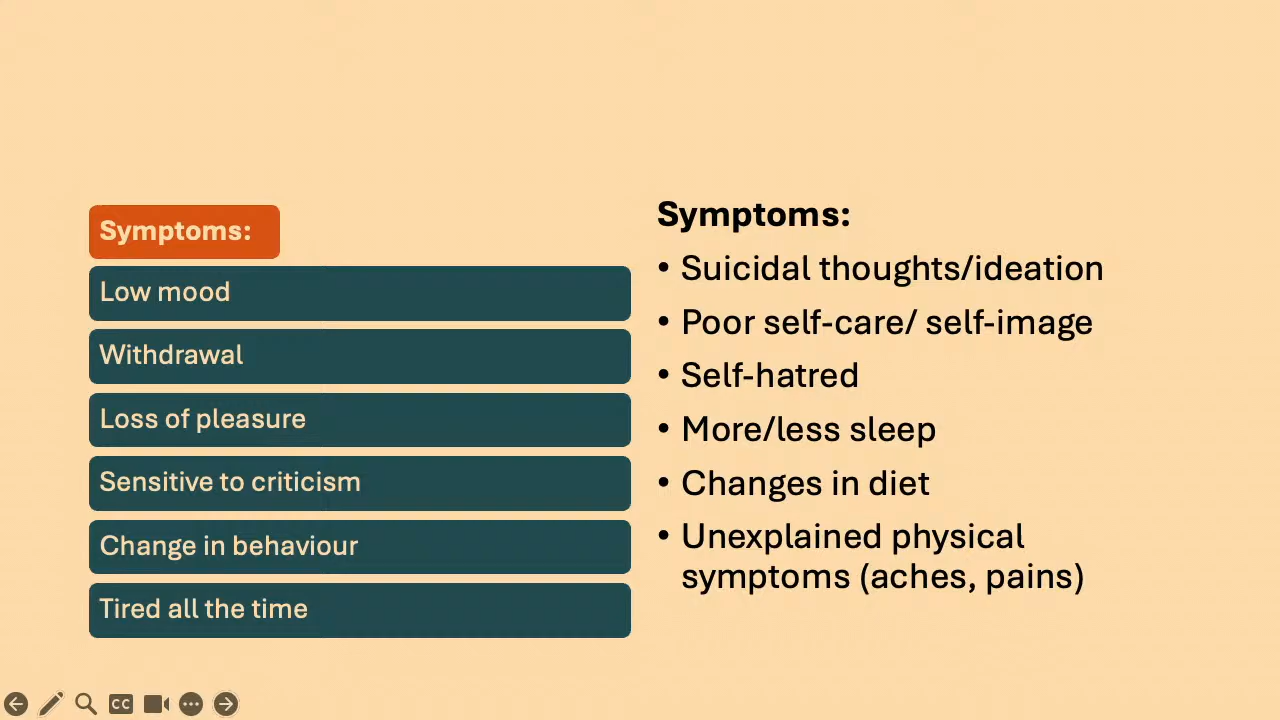 Symptoms:
Low mood
Withdrawal
Loss of pleasure
Sensitive to criticism
Change in behaviour
Tired all the time
Symptoms:
• Suicidal thoughts/ideation
• Poor self-care/ self-image
• Self-hatred
• More/less sleep
• Changes in diet
• Unexplained physical
symptoms (aches, pains)
CC